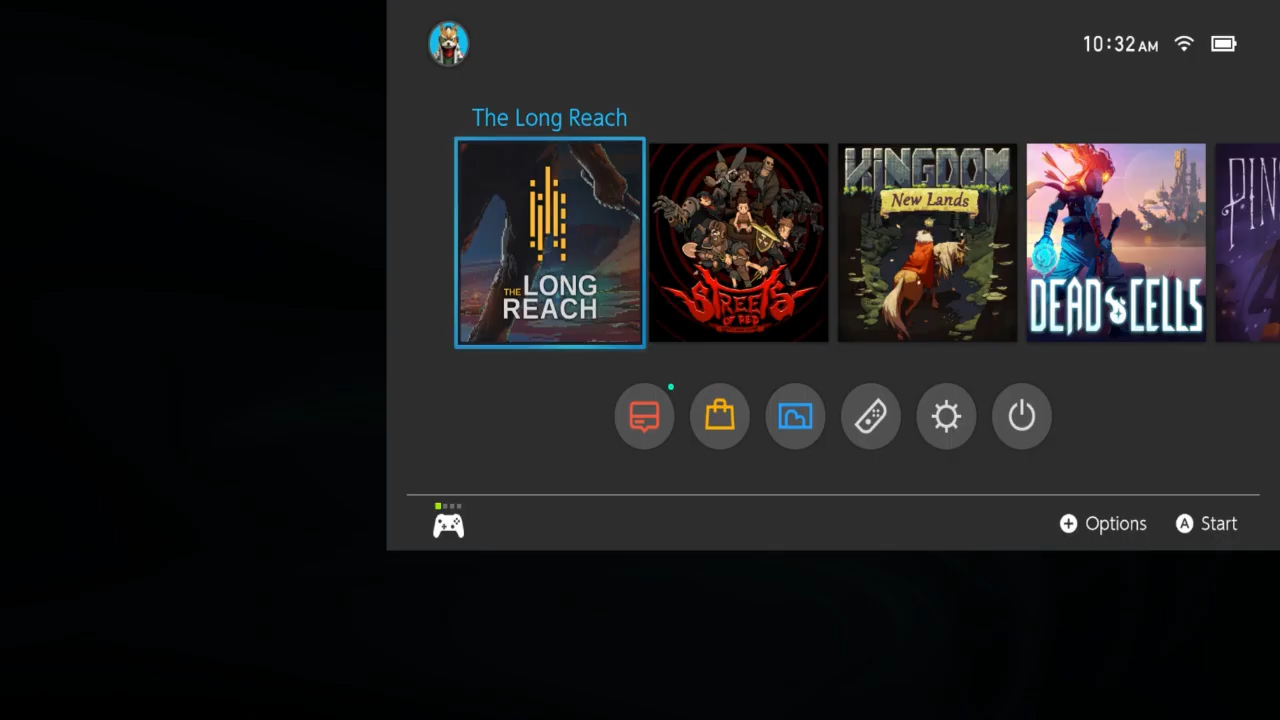 10:32 AM
The Long Reach
THE LONG
REACH
STREETS
OF RED
KINGDOM
New Lands
DEAD CELLS
PIN
Options
A Start